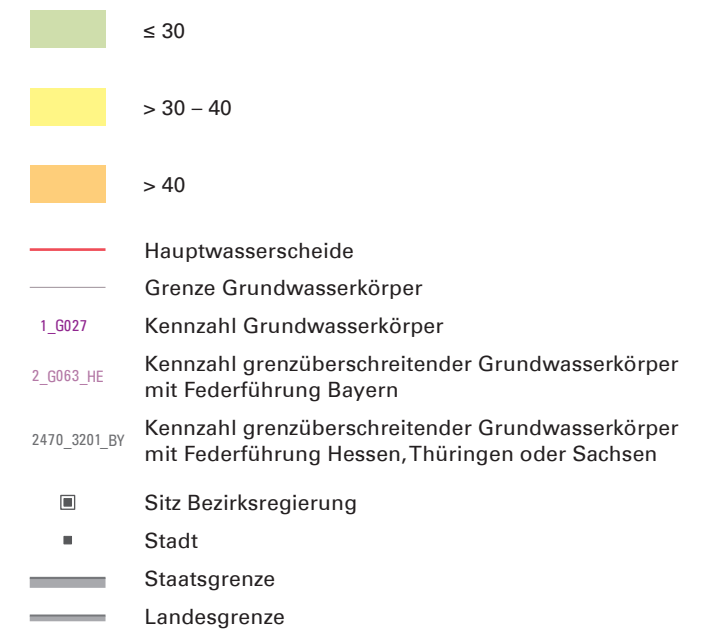 ≤ 30
> 30 – 40
> 40
Hauptwasserscheide
Grenze Grundwasserkörper
1_G027 Kennzahl Grundwasserkörper
2_G063_HE Kennzahl grenzüberschreitender Grundwasserkörper
mit Federführung Bayern
2470_3201_BY Kennzahl grenzüberschreitender Grundwasserkörper
mit Federführung Hessen, Thüringen oder Sachsen
Sitz Bezirksregierung
Stadt
Staatsgrenze
Landesgrenze